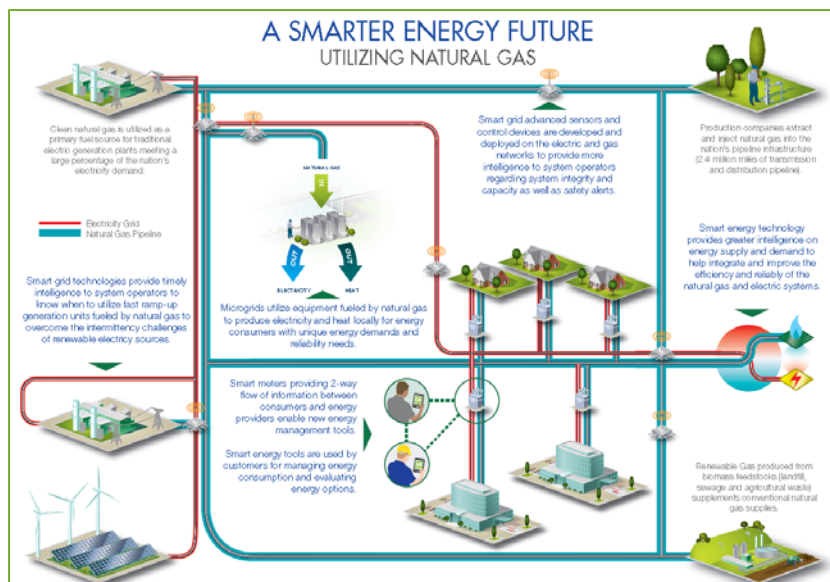 A SMARTER ENERGY FUTURE
UTILIZING NATURAL GAS
Clean natural gas is utilized as a
primary fuel source for traditional
electric generation plants meeting a
large percentage of the nation's
electricity demand.
Electricity Grid
Natural Gas Pipeline
Smart grid technologies provide timely
intelligence to system operators to
know when to utilize fast ramp-up
generation units fueled by natural gas to
overcome the intermittency challenges
of renewable electricity sources.
NATURAL GAS
IN
OUT
OUT
ELECTRICITY
HEAT
Microgrids utilize equipment fueled by natural gas
to produce electricity and heat locally for energy
consumers with unique energy demands and
reliability needs.
Smart grid advanced sensors and
control devices are developed and
deployed on the electric and gas
networks to provide more
intelligence to system operators
regarding system integrity and
capacity as well as safety alerts.
Production companies extract
and inject natural gas into the
nation's pipeline infrastructure
(2.4 million miles of transmission
and distribution pipeline).
Smart energy technology
provides greater intelligence on
energy supply and demand to
help integrate and improve the
efficiency and reliably of the
natural gas and electric systems.
Smart meters providing 2-way
flow of information between
consumers and energy
providers enable new energy
management tools.
Smart energy tools are used by
customers for managing energy
consumption and evaluating
energy options.
Renewable Gas produced from
biomass feedstocks (landfill,
sewage and agricultural waste)
supplements conventional natural
gas supplies.